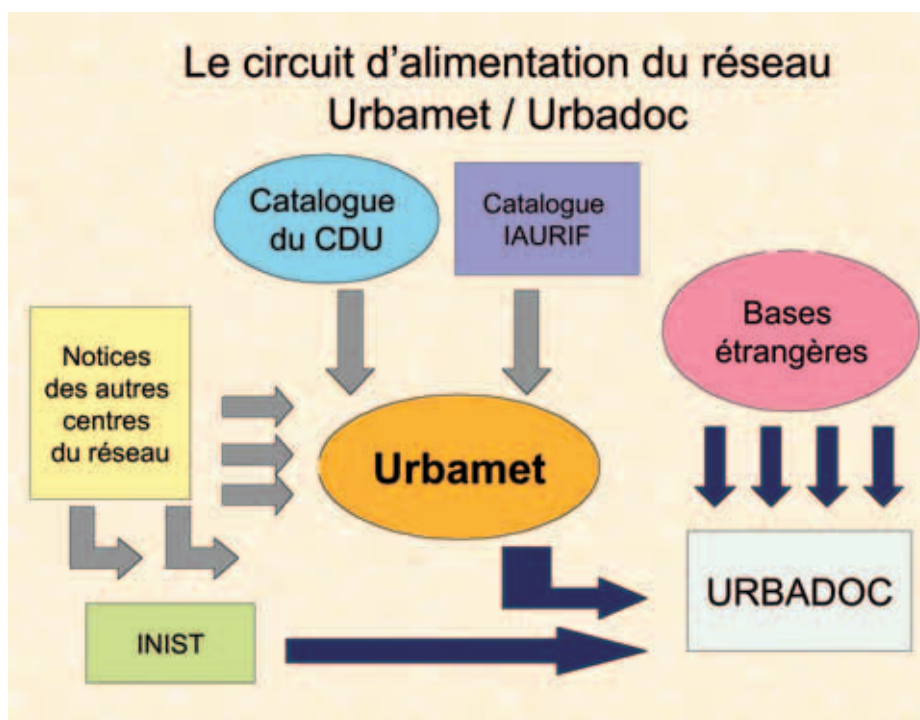 Le circuit d'alimentation du réseau
Urbamet / Urbadoc
Catalogue
du CDU
Catalogue
IAURIF
Bases
étrangères
Notices
des autres
centres
du réseau
Urbamet
URBADOC
INIST